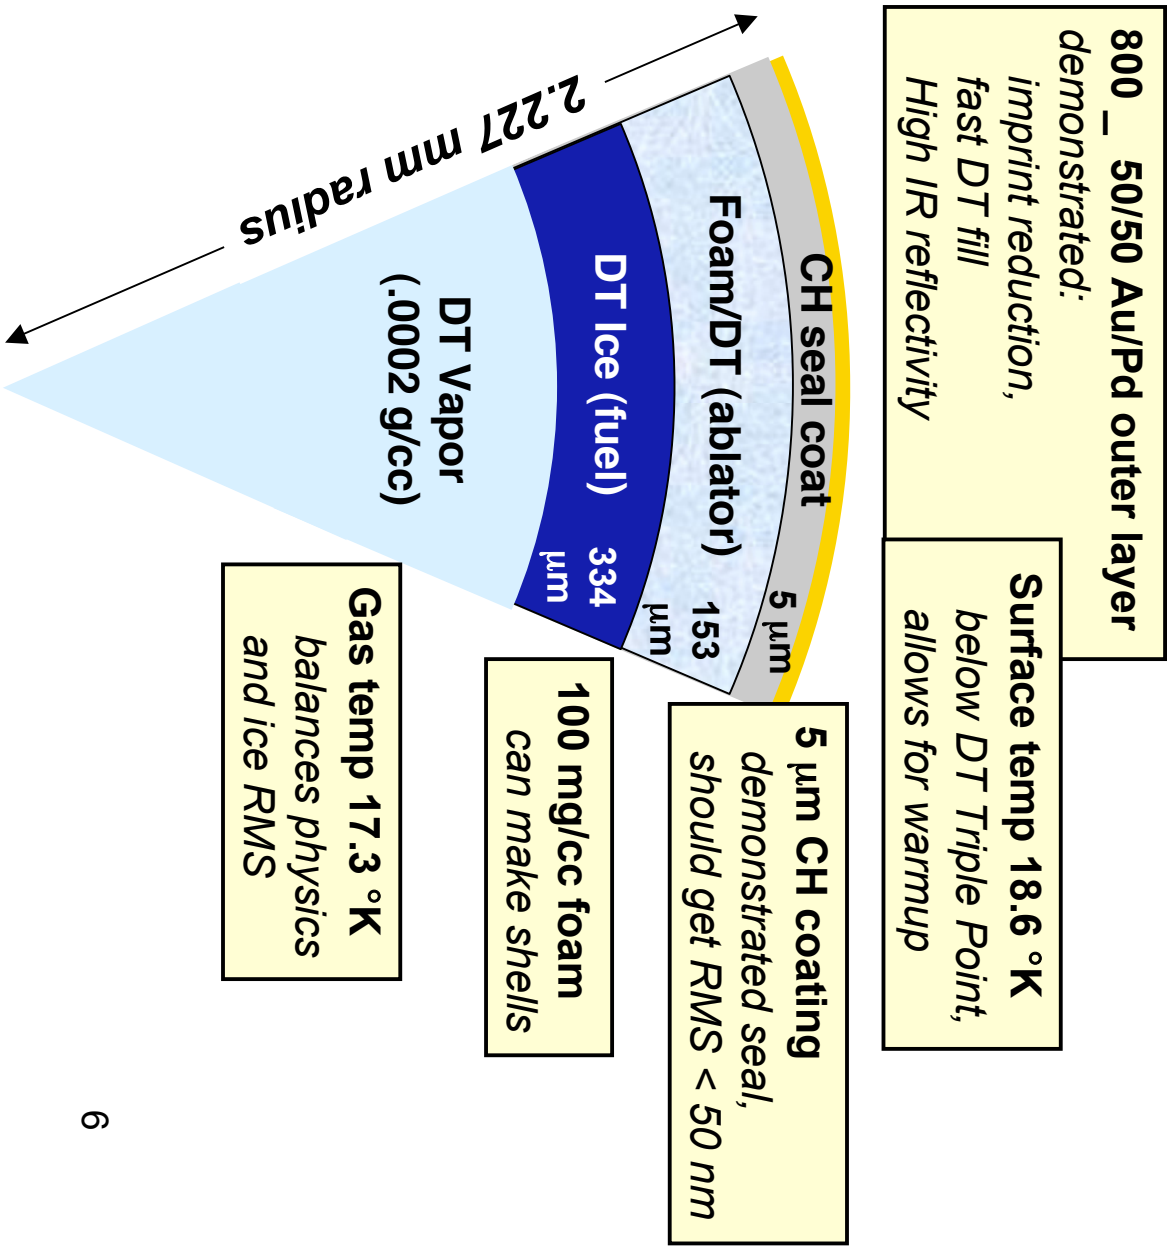 800 _ 50/50 Au/Pd outer layer
demonstrated:
imprint reduction,
fast DT fill
High IR reflectivity
Surface temp 18.6 °K
below DT Triple Point,
allows for warmup
5 μm CH coating
demonstrated seal,
should get RMS < 50 nm
100 mg/cc foam
can make shells
Gas temp 17.3 °K
balances physics
and ice RMS
CH seal coat
5 μm
Foam/DT (ablator)
153
μm
DT Ice (fuel)
334
μm
DT Vapor
(.0002 g/cc)
2.227 mm radius
6